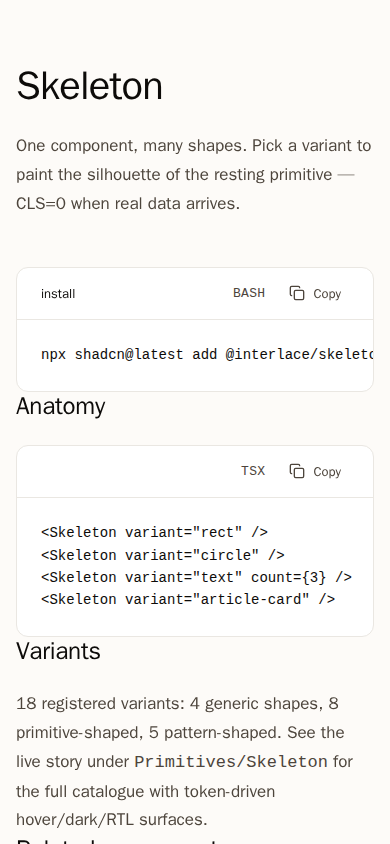 Skeleton
One component, many shapes. Pick a variant to
paint the silhouette of the resting primitive —
CLS=0 when real data arrives.
install BASH Copy
npx shadcn@latest add @interlace/skeleto
Anatomy
TSX Copy
<Skeleton variant="rect" />
<Skeleton variant="circle" />
<Skeleton variant="text" count={3} />
<Skeleton variant="article-card" />
Variants
18 registered variants: 4 generic shapes, 8
primitive-shaped, 5 pattern-shaped. See the
live story under Primitives/Skeleton for
the full catalogue with token-driven
hover/dark/RTL surfaces.